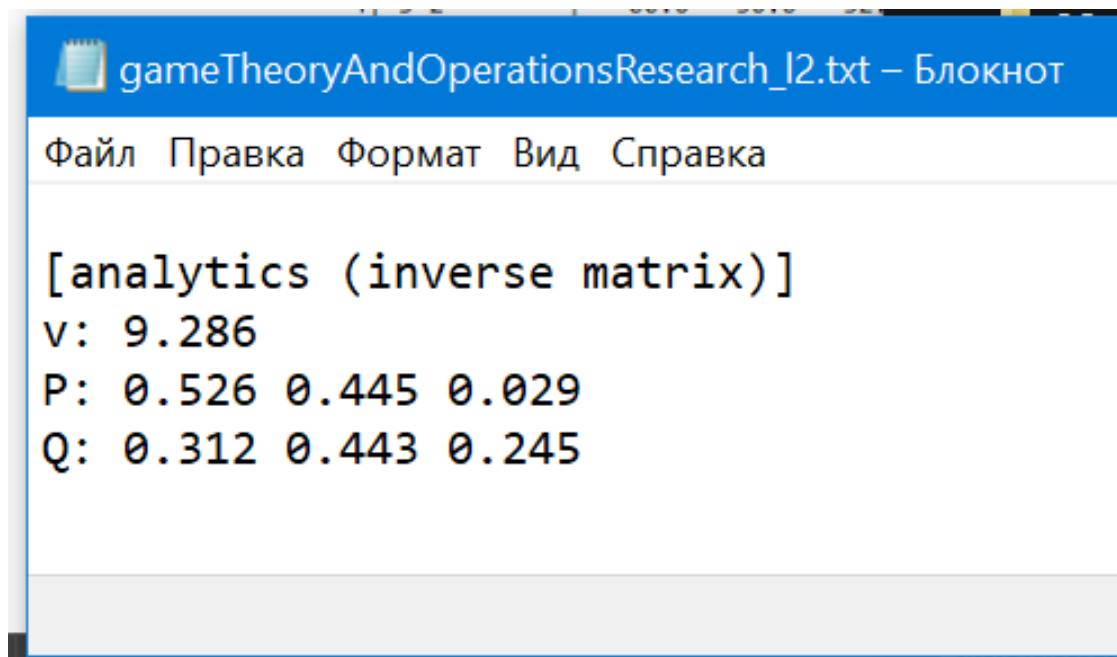 gameTheoryAndOperationsResearch_l2.txt – Блокнот
Файл Правка Формат Вид Справка
[analytics (inverse matrix)]
v: 9.286
P: 0.526 0.445 0.029
Q: 0.312 0.443 0.245